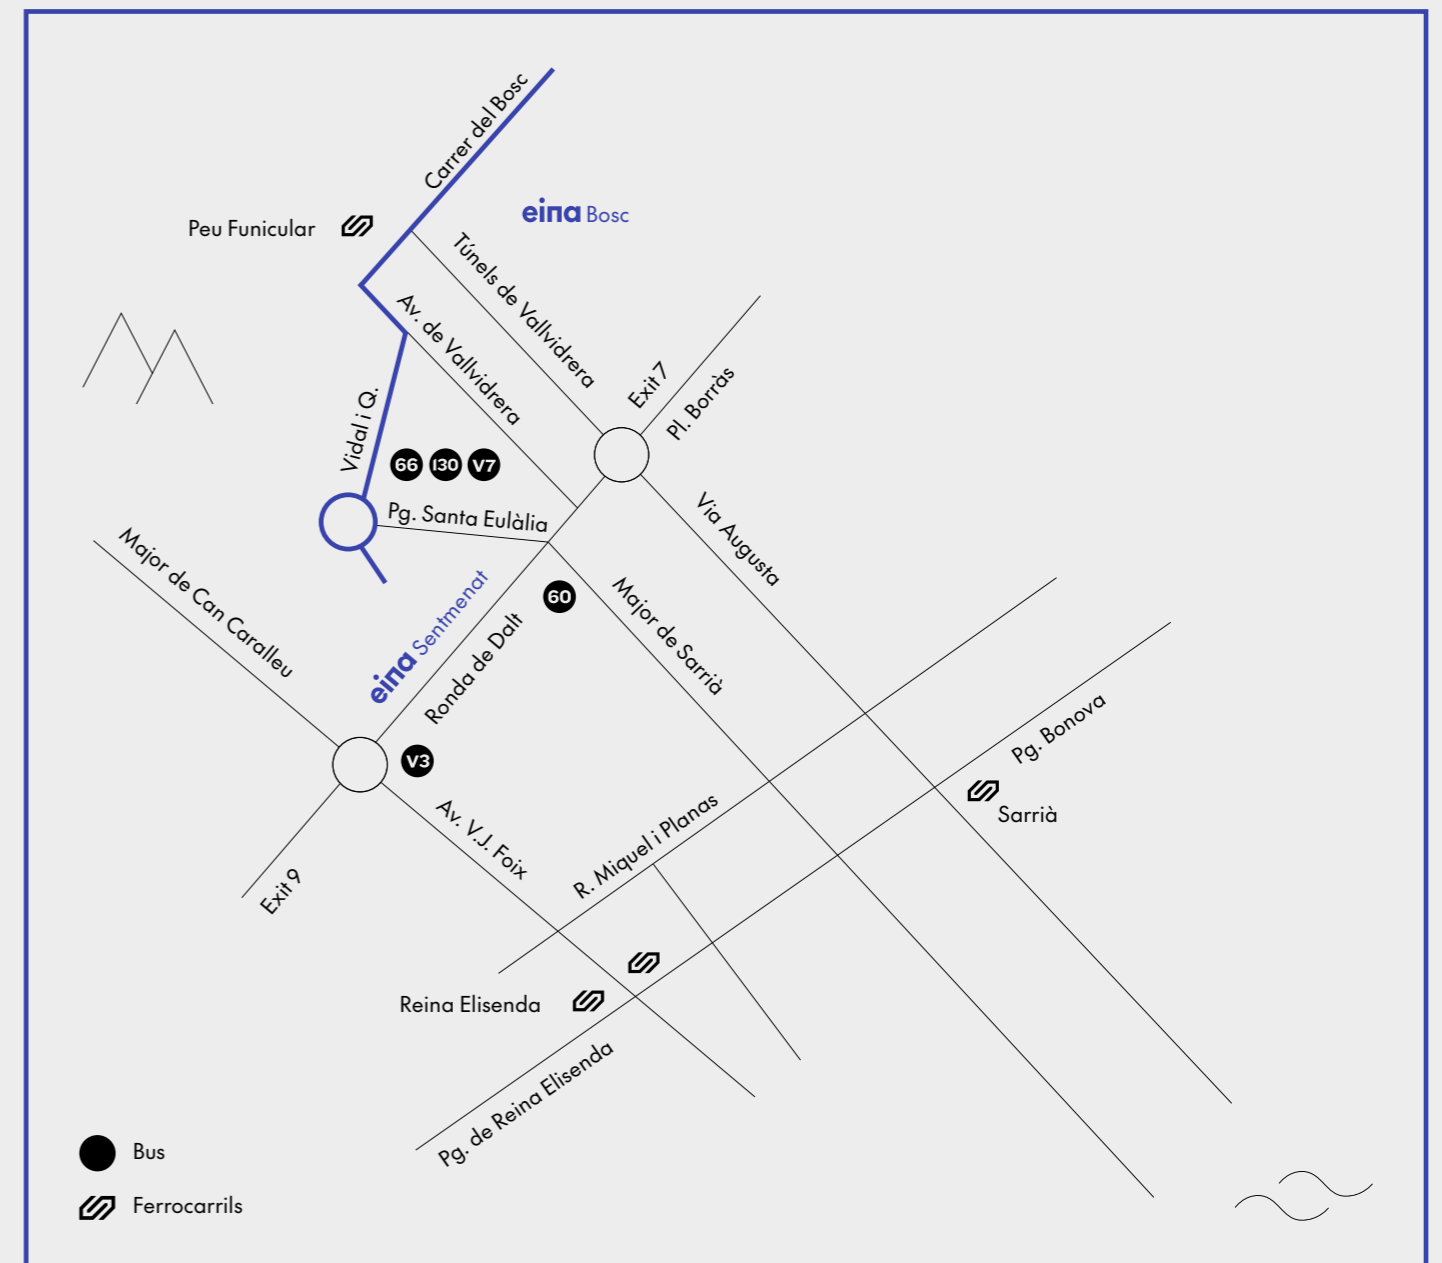 Carrer del Bosc
eina Bosc
Peu Funicular
Túnels de Vallvidrera
Av. de Vallvidrera
Exit 7
Pl. Borràs
Vidal i Q.
66 130 V7
Pg. Santa Eulàlia
Via Augusta
Major de Can Caralleu
eina Sentmenat
60
Major de Sarrià
Ronda de Dalt
Pg. Bonova
V3
Sarrià
Av. V.J. Foix
R. Miquel i Planas
Exit 9
Reina Elisenda
Pg. de Reina Elisenda
Bus
Ferrocarrils